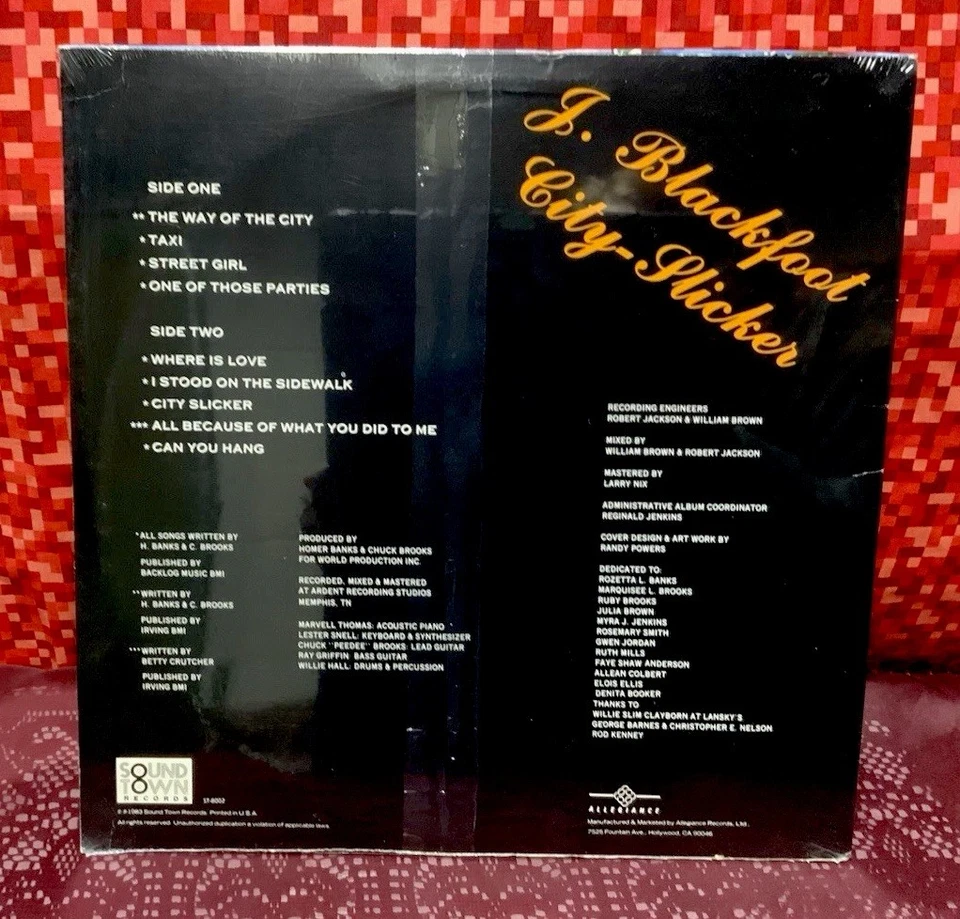 J. Blackfoot
City-Slicker
SIDE ONE
** THE WAY OF THE CITY
* TAXI
* STREET GIRL
* ONE OF THOSE PARTIES
SIDE TWO
* WHERE IS LOVE
* I STOOD ON THE SIDEWALK
* CITY SLICKER
*** ALL BECAUSE OF WHAT YOU DID TO ME
* CAN YOU HANG
*ALL SONGS WRITTEN BY
H. BANKS & C. BROOKS
PUBLISHED BY
BACKLOG MUSIC BMI
**WRITTEN BY
H. BANKS & C. BROOKS
PUBLISHED BY
IRVING BMI
***WRITTEN BY
BETTY CRUTCHER
PUBLISHED BY
IRVING BMI
PRODUCED BY
HOMER BANKS & CHUCK BROOKS
FOR WORLD PRODUCTION INC.
RECORDED, MIXED & MASTERED
AT ARDENT RECORDING STUDIOS
MEMPHIS, TN
MARVELL THOMAS: ACOUSTIC PIANO
LESTER SNELL: KEYBOARD & SYNTHESIZER
CHUCK "PEEDEE" BROOKS: LEAD GUITAR
RAY GRIFFIN BASS GUITAR
WILLIE HALL: DRUMS & PERCUSSION
RECORDING ENGINEERS
ROBERT JACKSON & WILLIAM BROWN
MIXED BY
WILLIAM BROWN & ROBERT JACKSON
MASTERED BY
LARRY NIX
ADMINISTRATIVE ALBUM COORDINATOR
REGINALD JENKINS
COVER DESIGN & ART WORK BY
RANDY POWERS
DEDICATED TO:
ROZETTA L. BANKS
MARQUISEE L. BROOKS
RUBY BROOKS
JULIA BROWN
MYRA J. JENKINS
ROSEMARY SMITH
GWEN JORDAN
RUTH MILLS
FAYE SHAW ANDERSON
ALLEAN COLBERT
ELOIS ELLIS
DENITA BOOKER
THANKS TO
WILLIE SLIM CLAYBORN AT LANSKY'S
GEORGE BARNES & CHRISTOPHER E. NELSON
ROD KENNEY
SOUND
TOWN
8
RECORDS
ST-8002
℗ © 1983 Sound Town Records. Printed in U.S.A.
All rights reserved. Unauthorized duplication a violation of applicable laws.
ALLEGIANCE
Manufactured & Marketed by Allegiance Records, Ltd.
7525 Fountain Ave., Hollywood, CA 90046